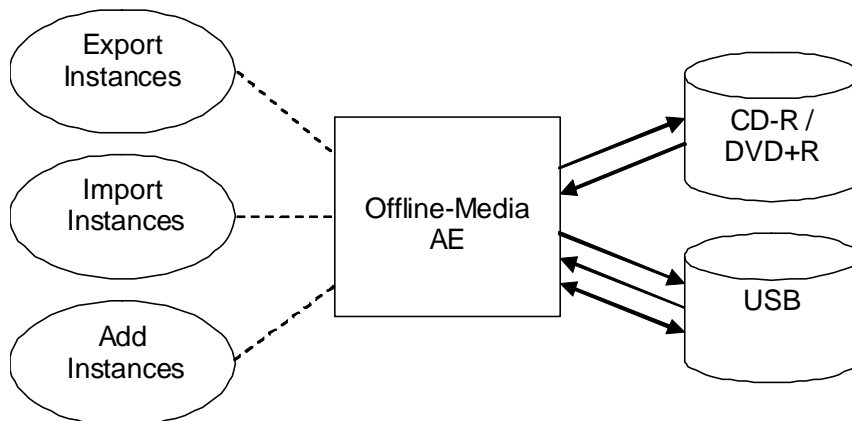 Export
Instances
Import
Instances
Add
Instances
Offline-Media
AE
CD-R /
DVD+R
USB